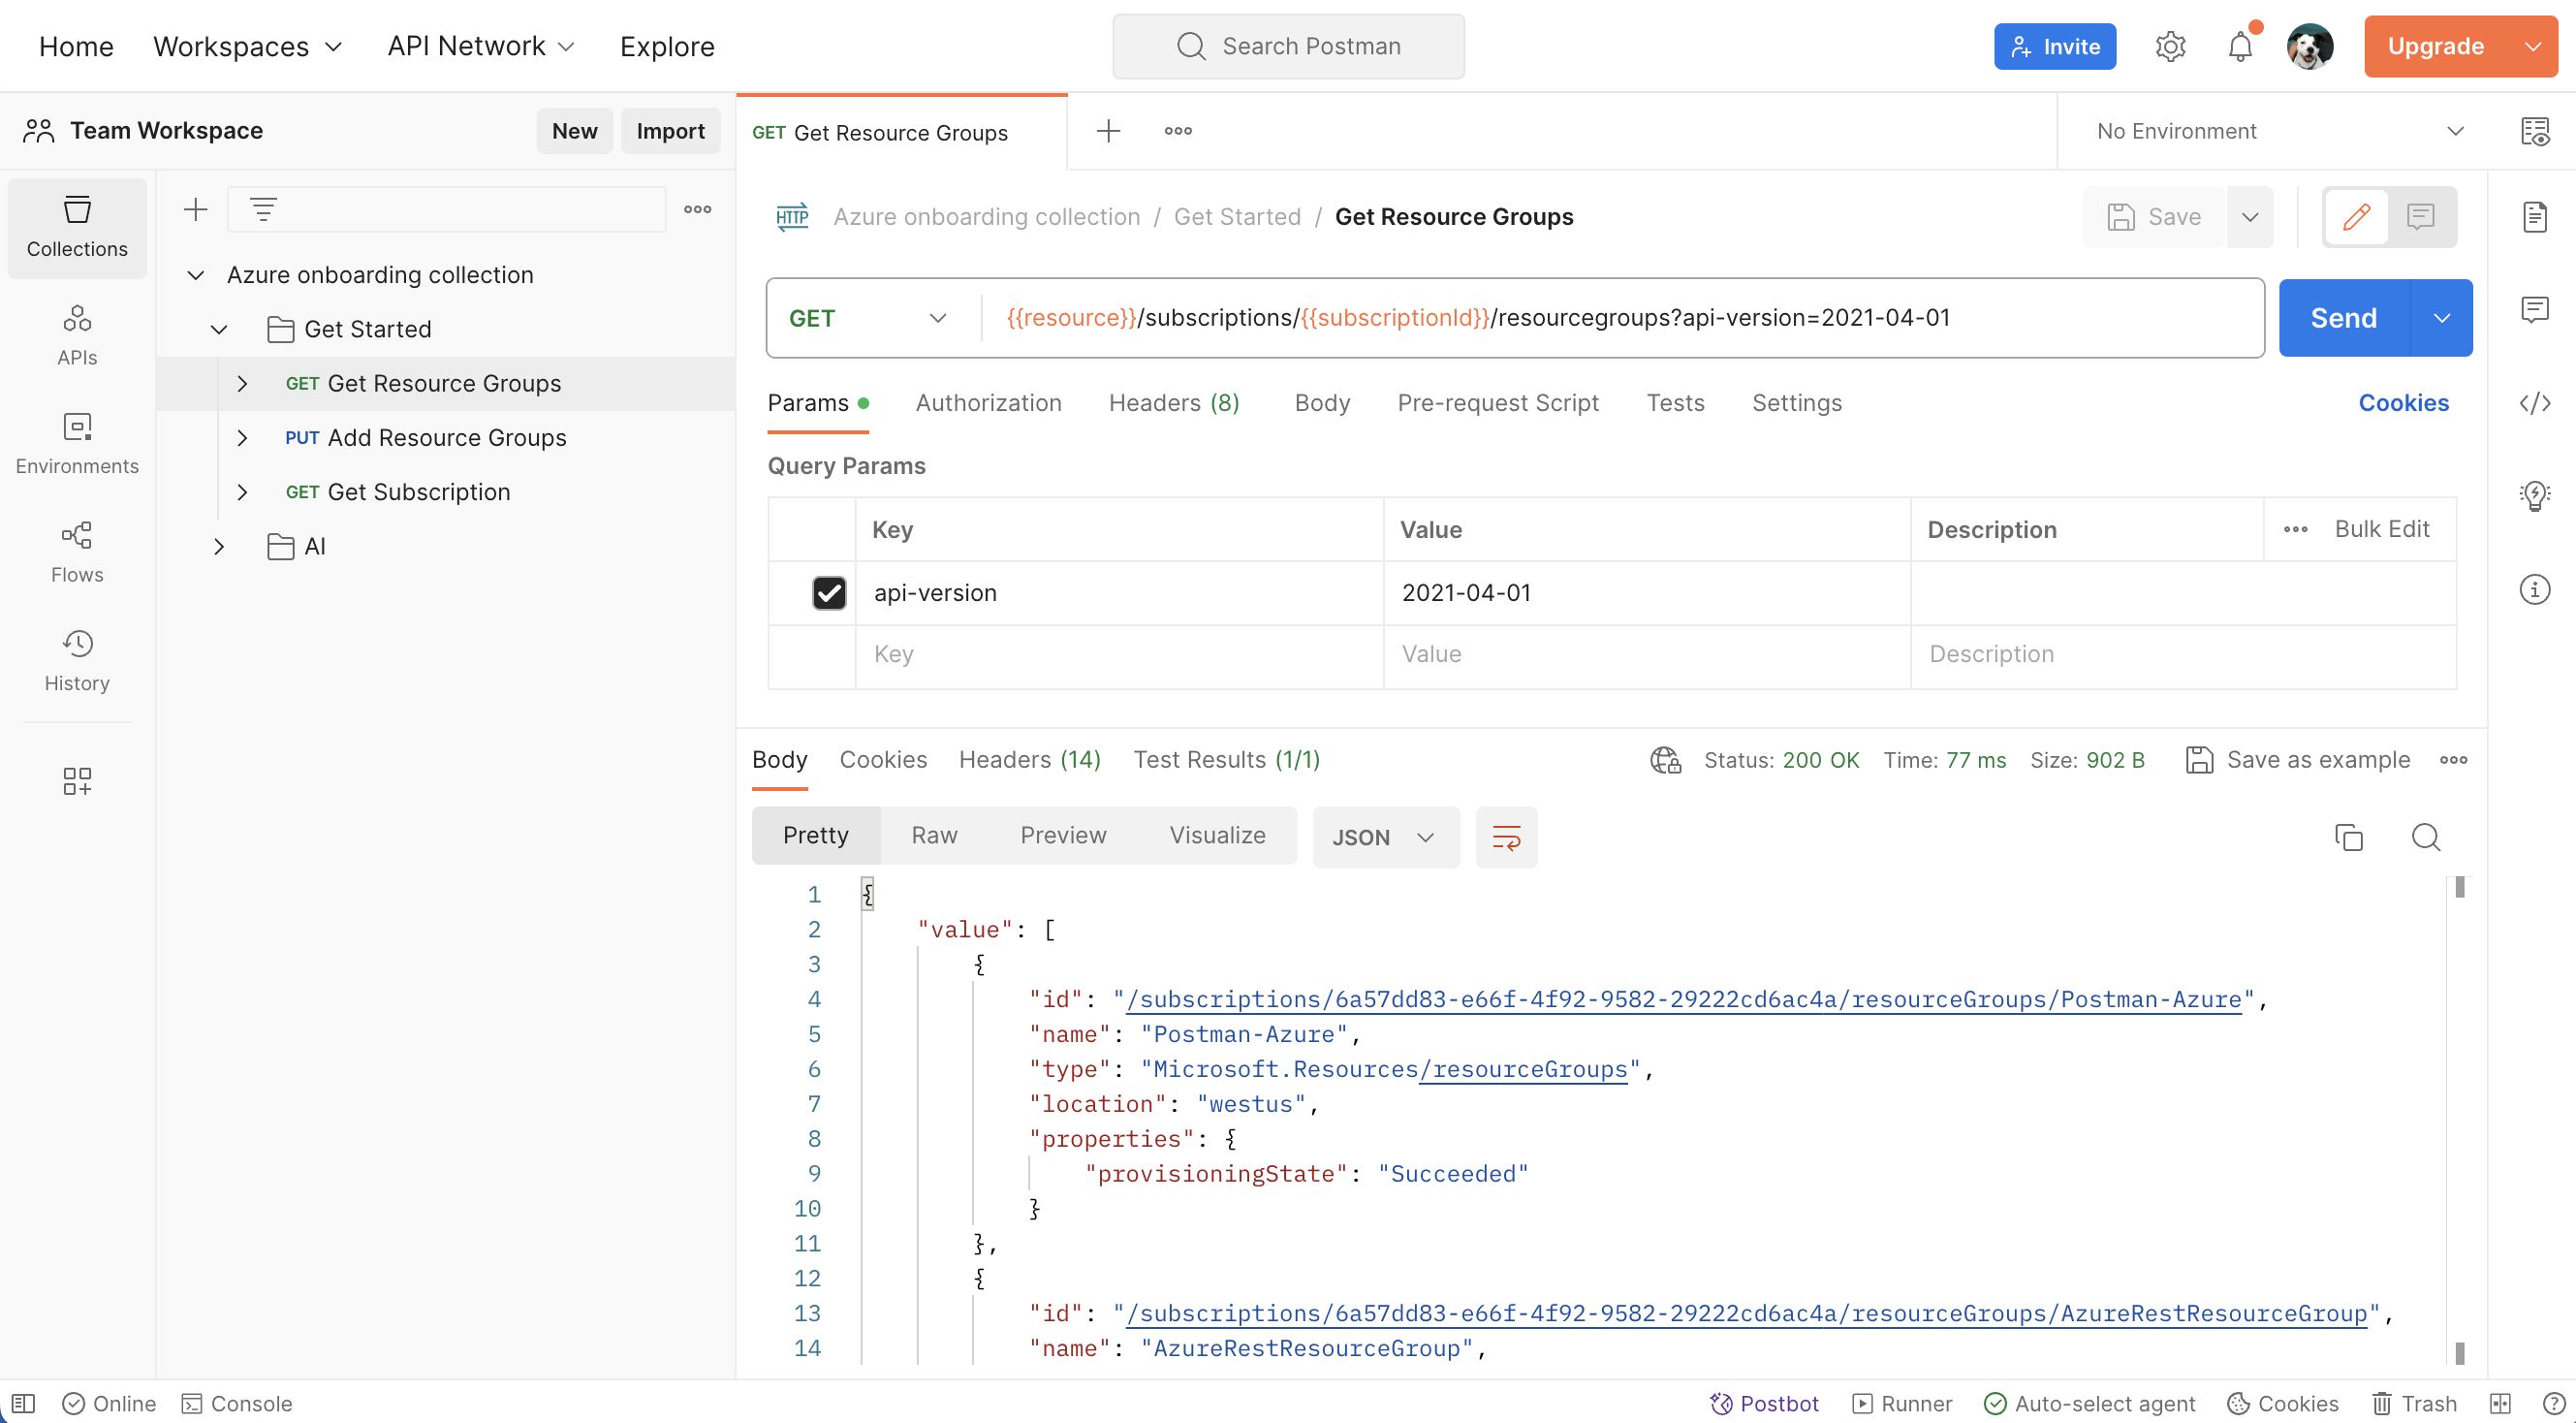 Home Workspaces API Network Explore Search Postman Invite Upgrade
Team Workspace New Import
GET Get Resource Groups No Environment
Collections
APIs
Environments
Flows
History
Azure onboarding collection
Get Started
GET Get Resource Groups
PUT Add Resource Groups
GET Get Subscription
AI
HTTP Azure onboarding collection / Get Started / Get Resource Groups Save
GET {{resource}}/subscriptions/{{subscriptionId}}/resourcegroups?api-version=2021-04-01 Send
Params Authorization Headers (8) Body Pre-request Script Tests Settings Cookies
Query Params
Key Value Description Bulk Edit
api-version 2021-04-01
Key Value Description
Body Cookies Headers (14) Test Results (1/1) Status: 200 OK Time: 77 ms Size: 902 B Save as example
Pretty Raw Preview Visualize JSON
1 {
2 "value": [
3 {
4 "id": "/subscriptions/6a57dd83-e66f-4f92-9582-29222cd6ac4a/resourceGroups/Postman-Azure",
5 "name": "Postman-Azure",
6 "type": "Microsoft.Resources/resourceGroups",
7 "location": "westus",
8 "properties": {
9 "provisioningState": "Succeeded"
10 }
11 },
12 {
13 "id": "/subscriptions/6a57dd83-e66f-4f92-9582-29222cd6ac4a/resourceGroups/AzureRestResourceGroup",
14 "name": "AzureRestResourceGroup",
Online Console Postbot Runner Auto-select agent Cookies Trash